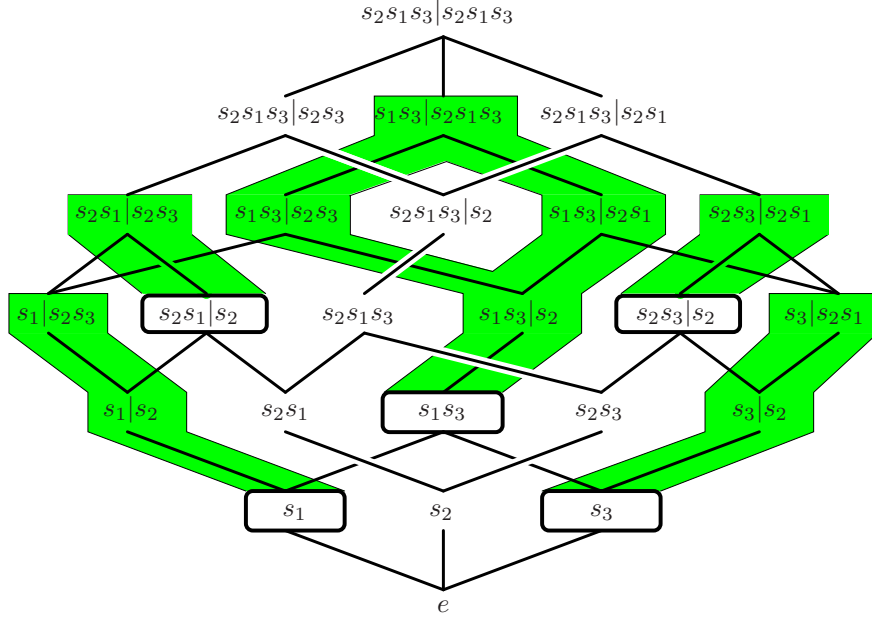 s₂s₁s₃|s₂s₁s₃
s₂s₁s₃|s₂s₃ s₁s₃|s₂s₁s₃ s₂s₁s₃|s₂s₁
s₂s₁|s₂s₃ s₁s₃|s₂s₃ s₂s₁s₃|s₂ s₁s₃|s₂s₁ s₂s₃|s₂s₁
s₁|s₂s₃ s₂s₁|s₂ s₂s₁s₃ s₁s₃|s₂ s₂s₃|s₂ s₃|s₂s₁
s₁|s₂ s₂s₁ s₁s₃ s₂s₃ s₃|s₂
s₁ s₂ s₃
e